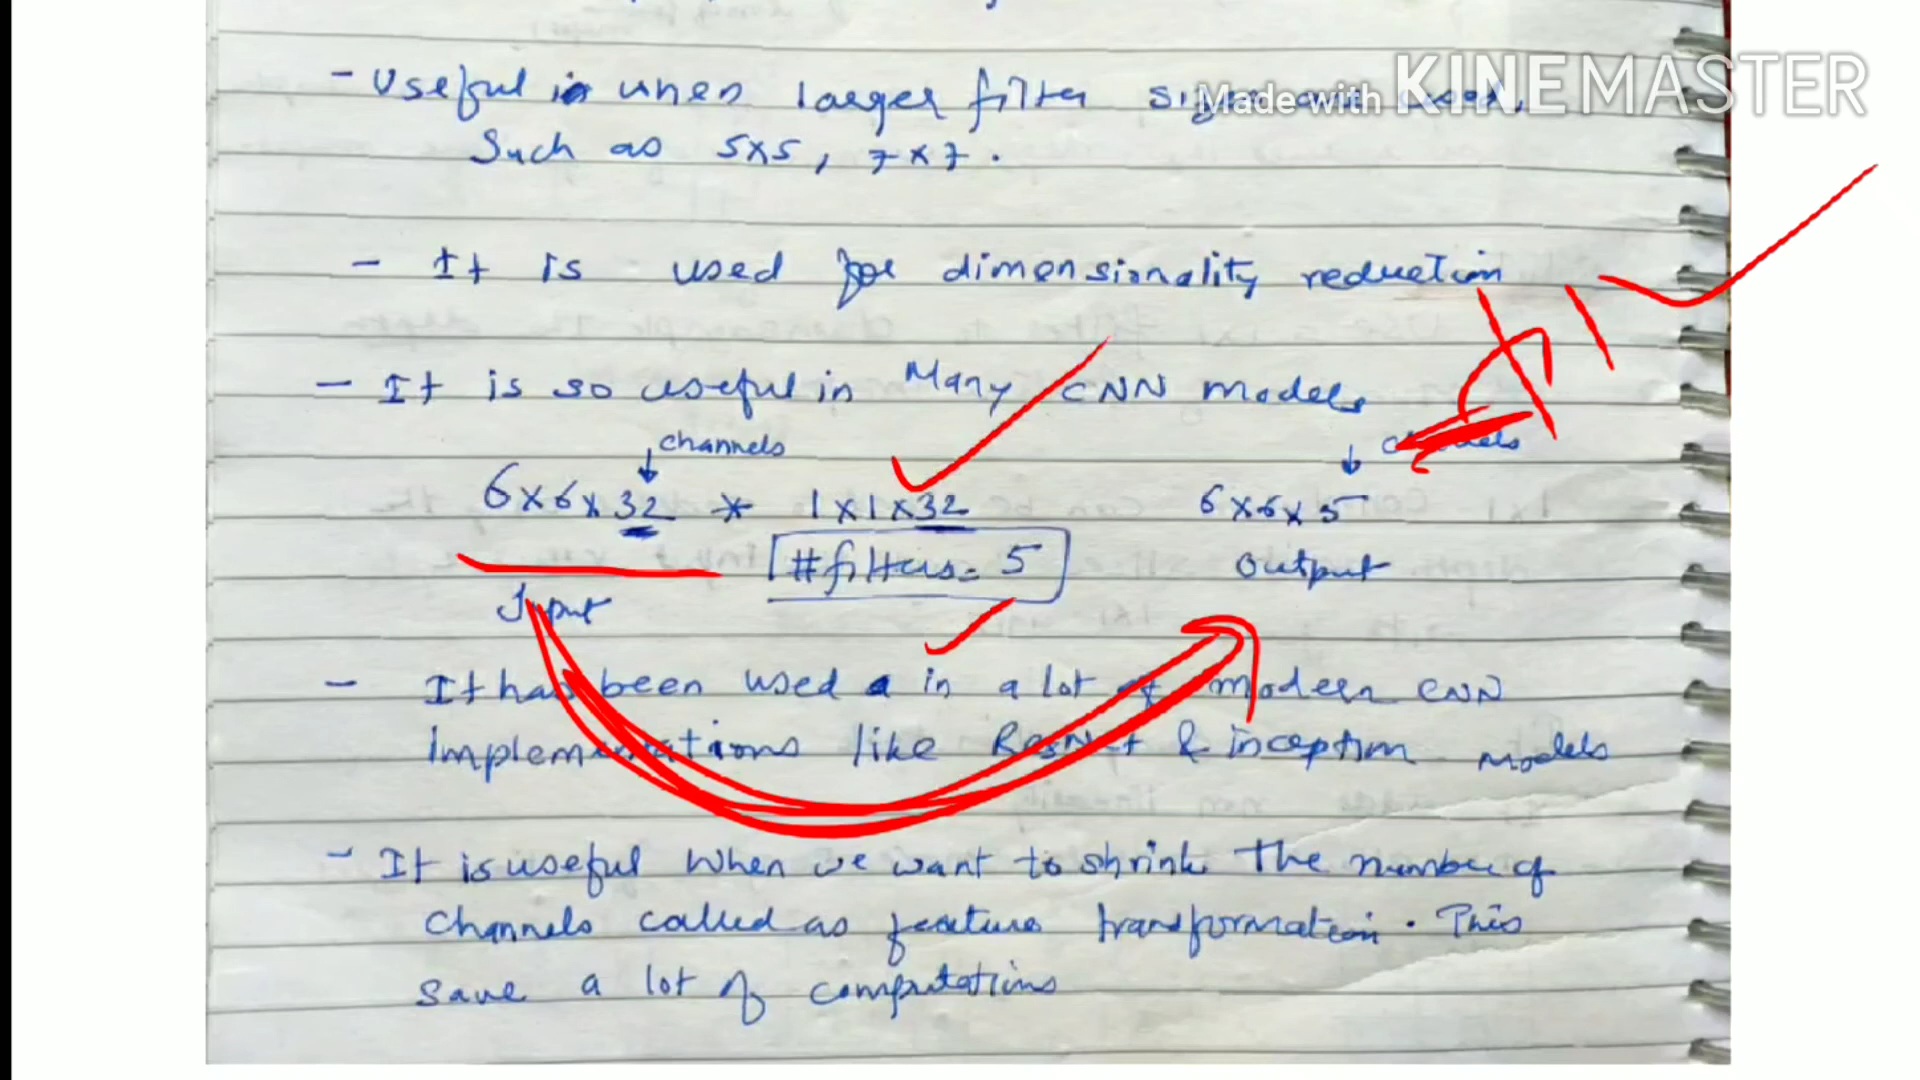 Made with KINEMASTER
- Useful in when larger filter sizes are used,
Such as 5x5, 7x7.
- It is used for dimensionality reduction
- It is so useful in Many CNN models
channels
6x6x32 * 1x1x32 6x6x5
#filters= 5 output
Input
- It has been used a in a lot of modern CNN
implementations like ResNet & inception models
- It is useful when we want to shrink the number of
channels called as feature transformation. This
save a lot of computations